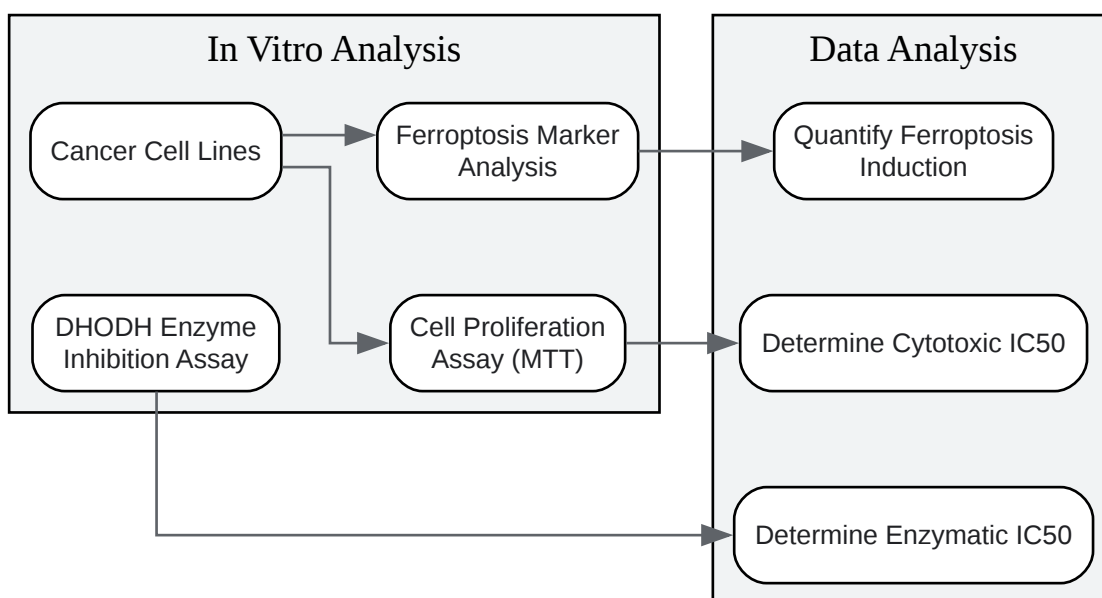 In Vitro Analysis
Data Analysis
Cancer Cell Lines
Ferroptosis Marker
Analysis
Quantify Ferroptosis
Induction
DHODH Enzyme
Inhibition Assay
Cell Proliferation
Assay (MTT)
Determine Cytotoxic IC50
Determine Enzymatic IC50